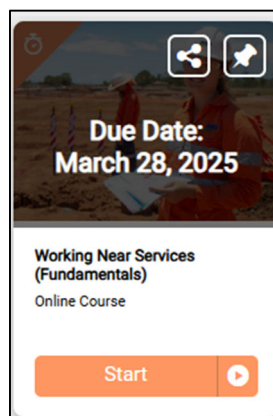 Due Date:
March 28, 2025
Working Near Services
(Fundamentals)
Online Course
Start